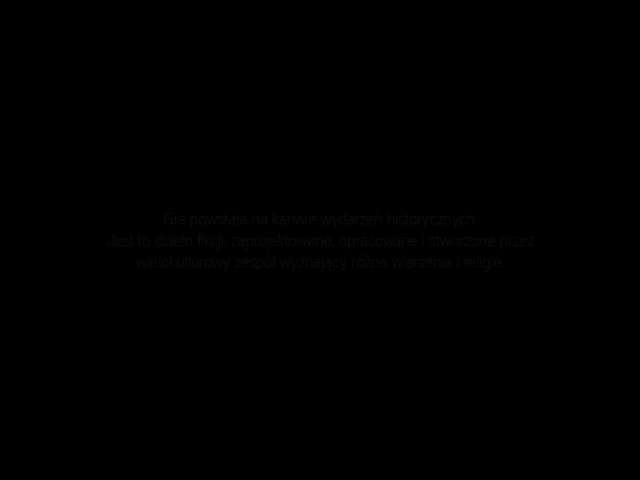 Gra powstała na kanwie wydarzeń historycznych.
Jest to dzieło fikcji, zaprojektowane, opracowane i stworzone przez
wielokulturowy zespół wyznający różne wierzenia i religie.